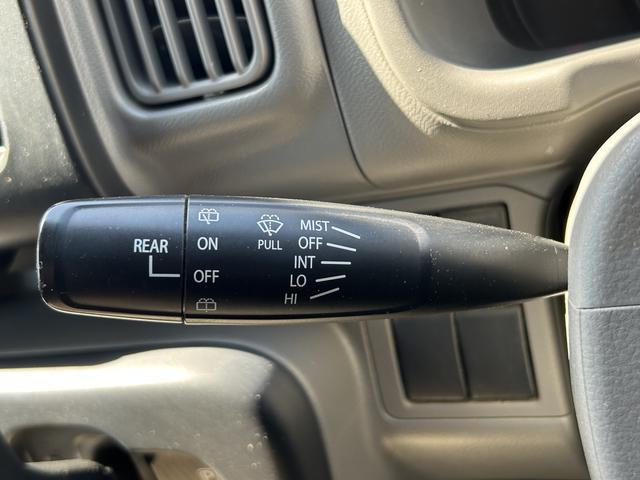 REAR
ON
OFF
PULL
MIST
OFF
INT
LO
HI